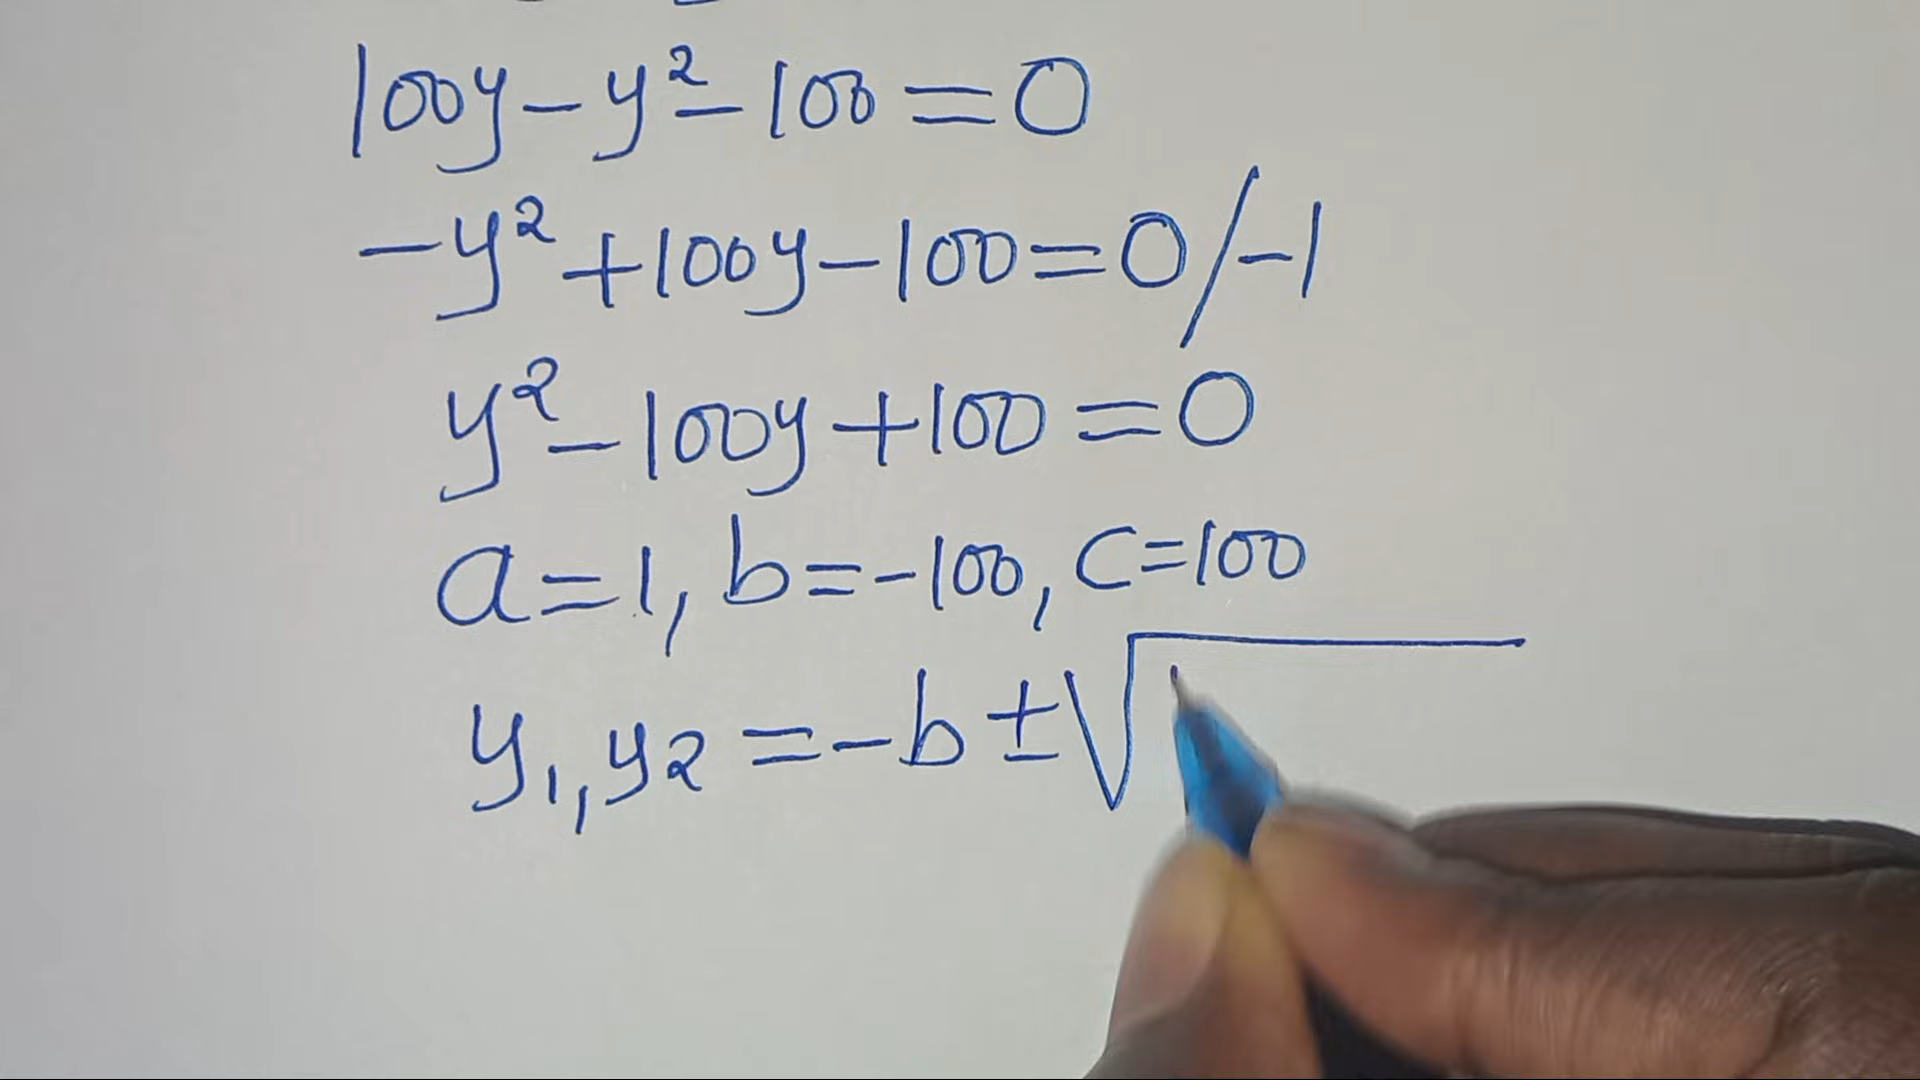 100y-y²-100=0
-y²+100y-100=0/-1
y²-100y+100=0
a=1, b=-100, c=100
y₁,y₂=-b±√